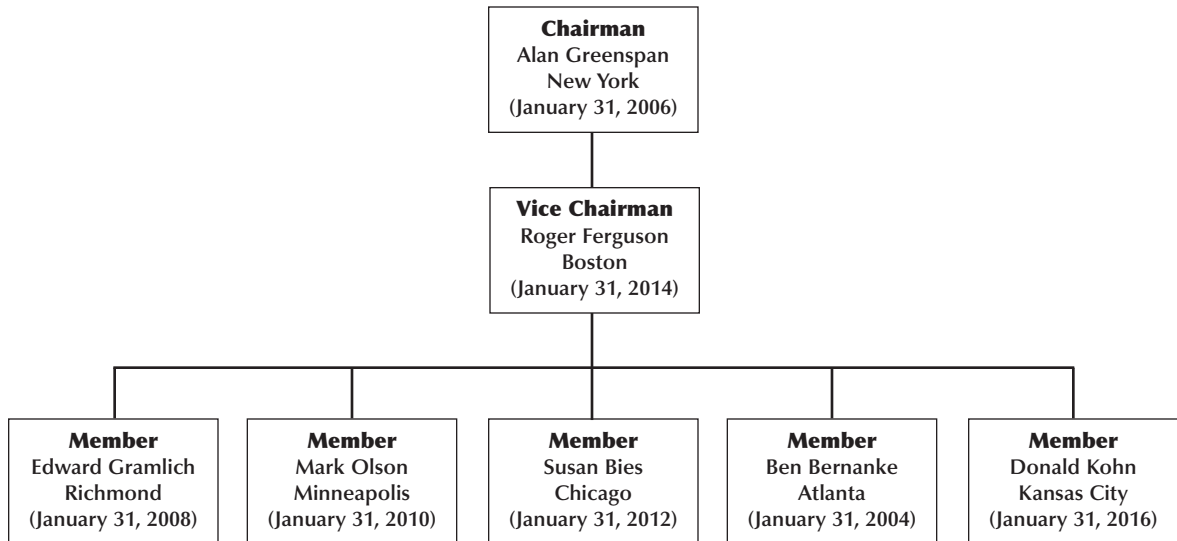 Chairman
Alan Greenspan
New York
(January 31, 2006)
Vice Chairman
Roger Ferguson
Boston
(January 31, 2014)
Member
Edward Gramlich
Richmond
(January 31, 2008)
Member
Mark Olson
Minneapolis
(January 31, 2010)
Member
Susan Bies
Chicago
(January 31, 2012)
Member
Ben Bernanke
Atlanta
(January 31, 2004)
Member
Donald Kohn
Kansas City
(January 31, 2016)